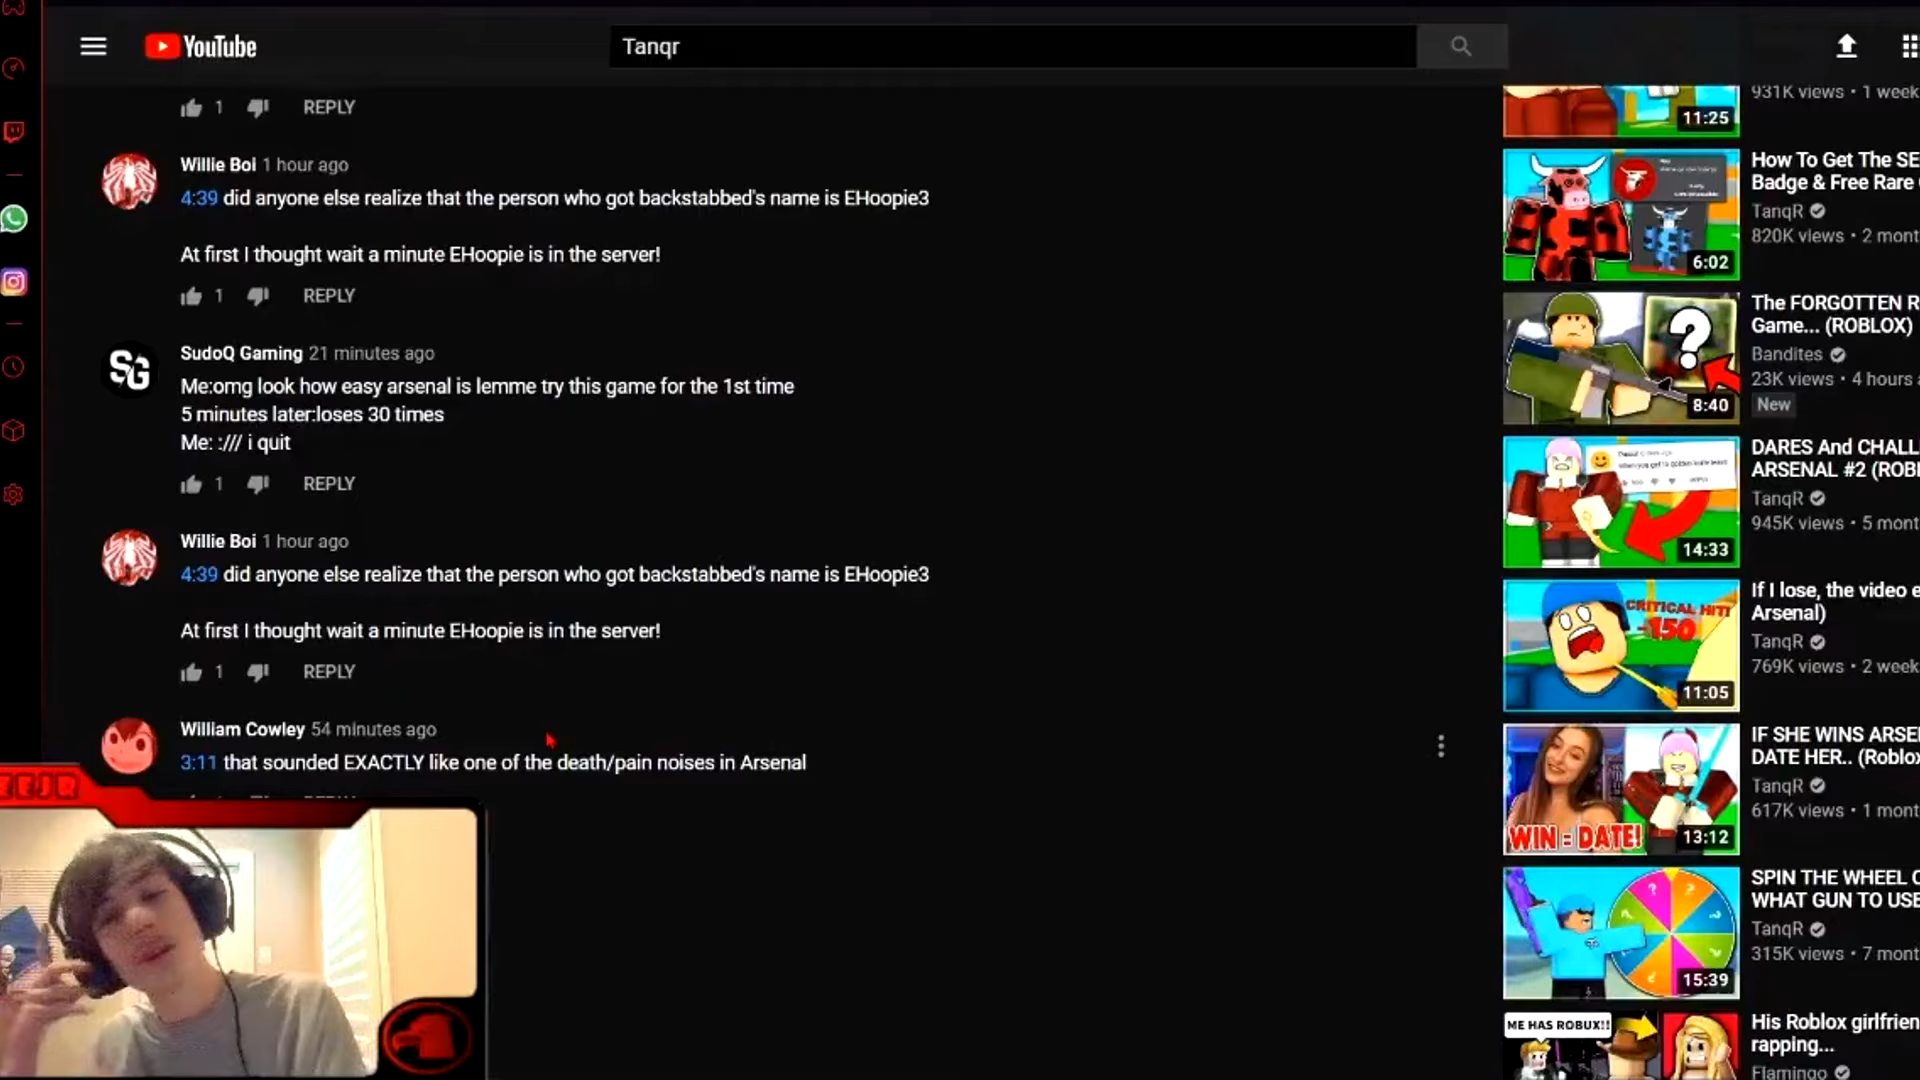 YouTube
Tanqr
1
REPLY
Willie Boi 1 hour ago
4:39 did anyone else realize that the person who got backstabbed's name is EHoopie3
At first I thought wait a minute EHoopie is in the server!
1
REPLY
SG
SudoQ Gaming 21 minutes ago
Me:omg look how easy arsenal is lemme try this game for the 1st time
5 minutes later:loses 30 times
Me: :/// i quit
1
REPLY
Willie Boi 1 hour ago
4:39 did anyone else realize that the person who got backstabbed's name is EHoopie3
At first I thought wait a minute EHoopie is in the server!
1
REPLY
William Cowley 54 minutes ago
3:11 that sounded EXACTLY like one of the death/pain noises in Arsenal
11:25
931K views • 1 week
6:02
How To Get The SE
Badge & Free Rare
TanqR
820K views • 2 mont
?
8:40
The FORGOTTEN R
Game... (ROBLOX)
Bandites
23K views • 4 hours
New
14:33
DARES And CHALL
ARSENAL #2 (ROB
TanqR
945K views • 5 mont
CRITICAL HIT!
-150
11:05
If I lose, the video e
Arsenal)
TanqR
769K views • 2 week
WIN = DATE!
13:12
IF SHE WINS ARSE
DATE HER.. (Roblox
TanqR
617K views • 1 mont
15:39
SPIN THE WHEEL
WHAT GUN TO USE
TanqR
315K views • 7 mont
ME HAS ROBUX!!
His Roblox girlfrien
rapping...
Flamingo